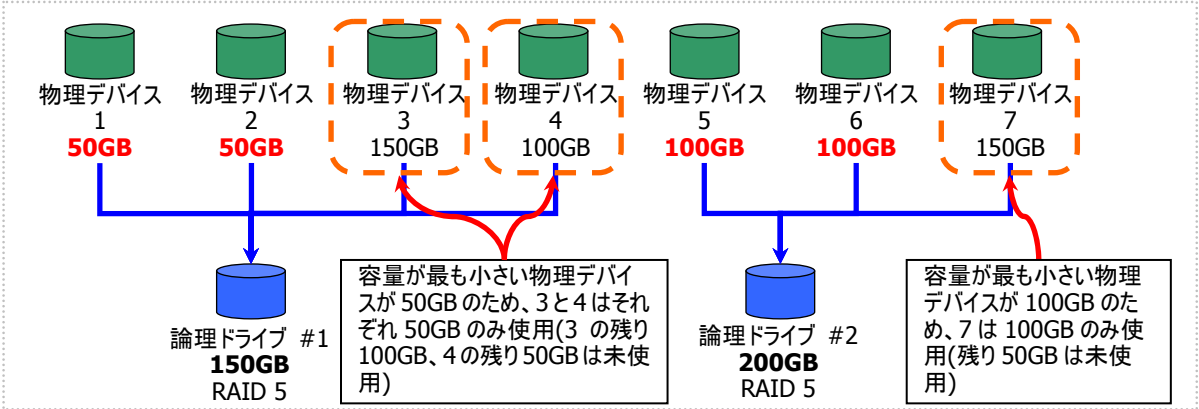 物理デバイス
1
50GB
物理デバイス
2
50GB
物理デバイス
3
150GB
物理デバイス
4
100GB
物理デバイス
5
100GB
物理デバイス
6
100GB
物理デバイス
7
150GB
論理ドライブ #1
150GB
RAID 5
容量が最も小さい物理デバイ
スが 50GB のため、3と4 はそれ
ぞれ 50GB のみ使用(3 の残り
100GB、4 の残り 50GB は未使
用)
論理ドライブ #2
200GB
RAID 5
容量が最も小さい物理
デバイスが 100GB のた
め、7 は 100GB のみ使
用(残り 50GB は未使
用)